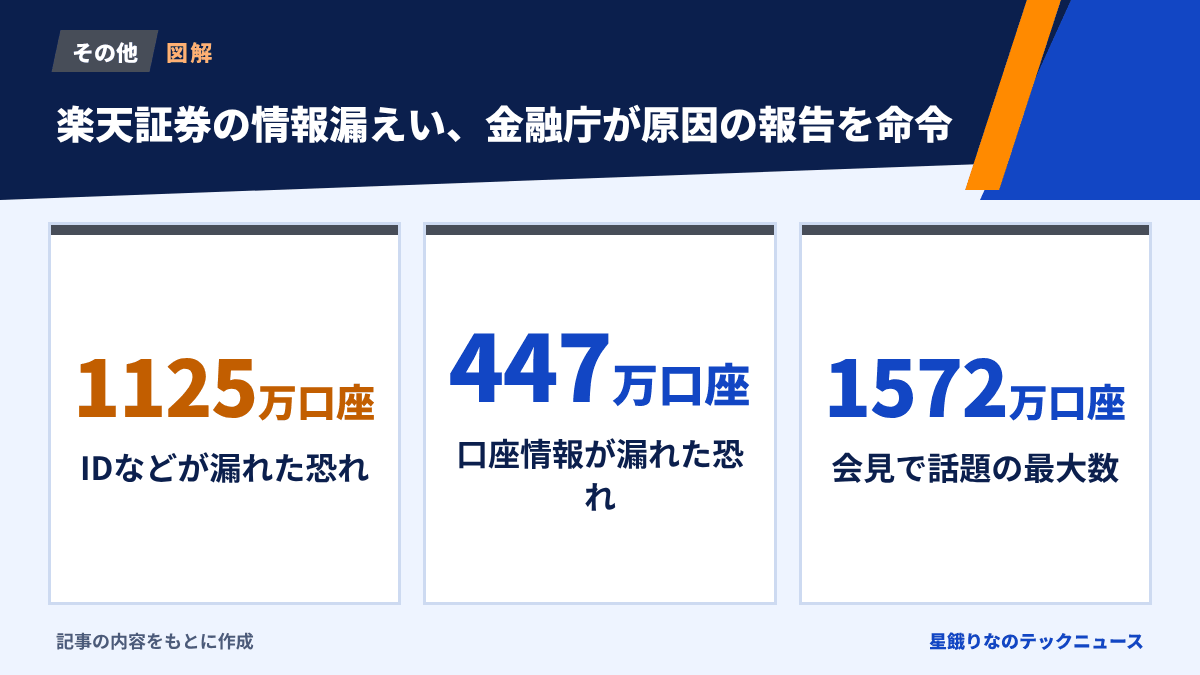 その他 図解
楽天証券の情報漏えい、金融庁が原因の報告を命令
1125万口座
IDなどが漏れた恐れ
447万口座
口座情報が漏れた恐
れ
1572万口座
会見で話題の最大数
記事の内容をもとに作成
星餓りなのテックニュース